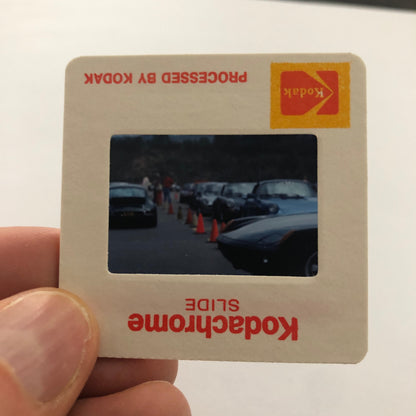 PROCESSED BY KODAK
Kodak
SLIDE
Kodachrome